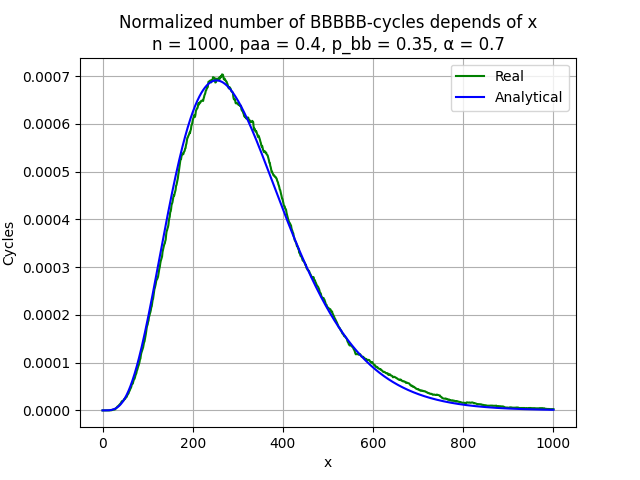 Normalized number of BBBBB-cycles depends of x
n = 1000, paa = 0.4, p_bb = 0.35, α = 0.7
Real
Analytical
0.0007
0.0006
0.0005
0.0004
0.0003
0.0002
0.0001
0.0000
Cycles
0 200 400 600 800 1000
x